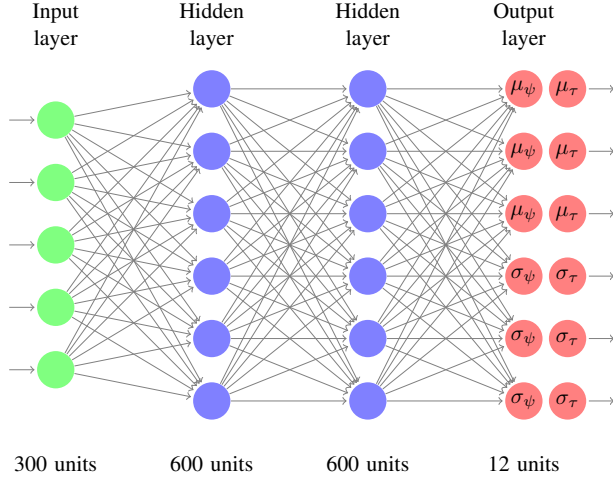 Input Hidden Hidden Output
layer layer layer layer
μψ μτ
μψ μτ
μψ μτ
σψ στ
σψ στ
σψ στ
300 units 600 units 600 units 12 units